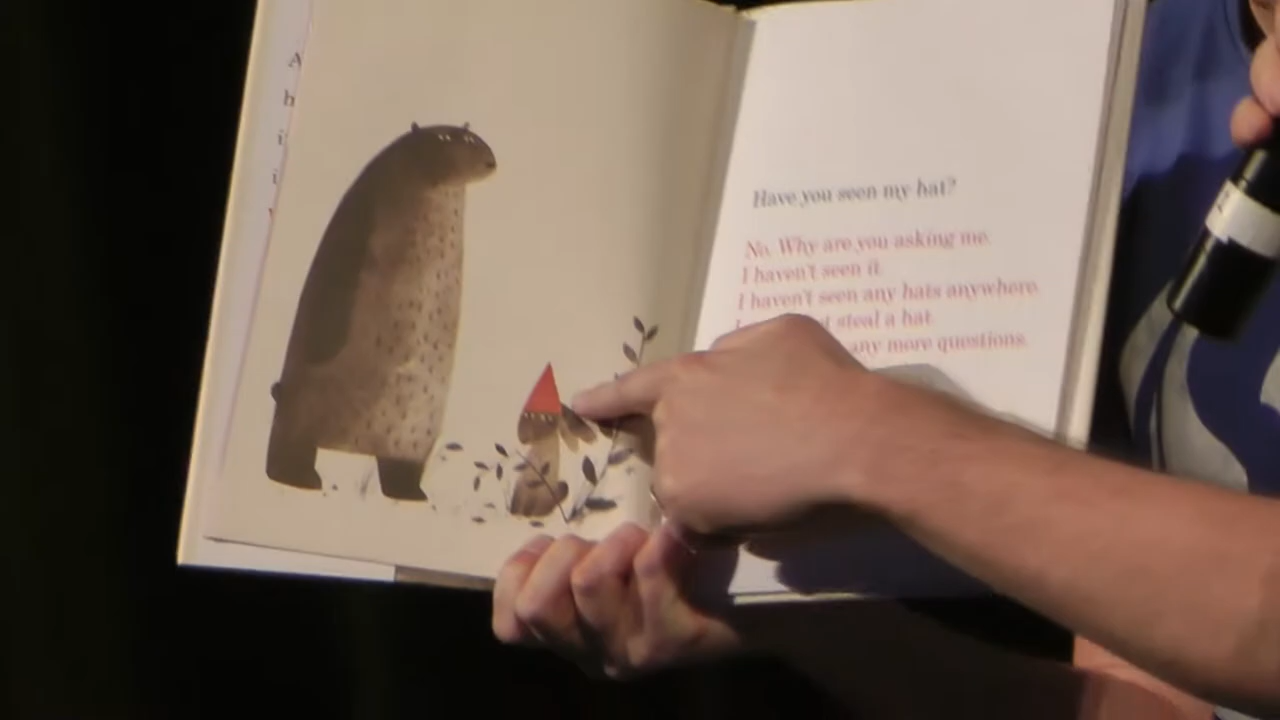 A
h
i
i
Have you seen my hat?
No. Why are you asking me.
I haven't seen it.
I haven't seen any hats anywhere.
steal a hat.
any more questions.